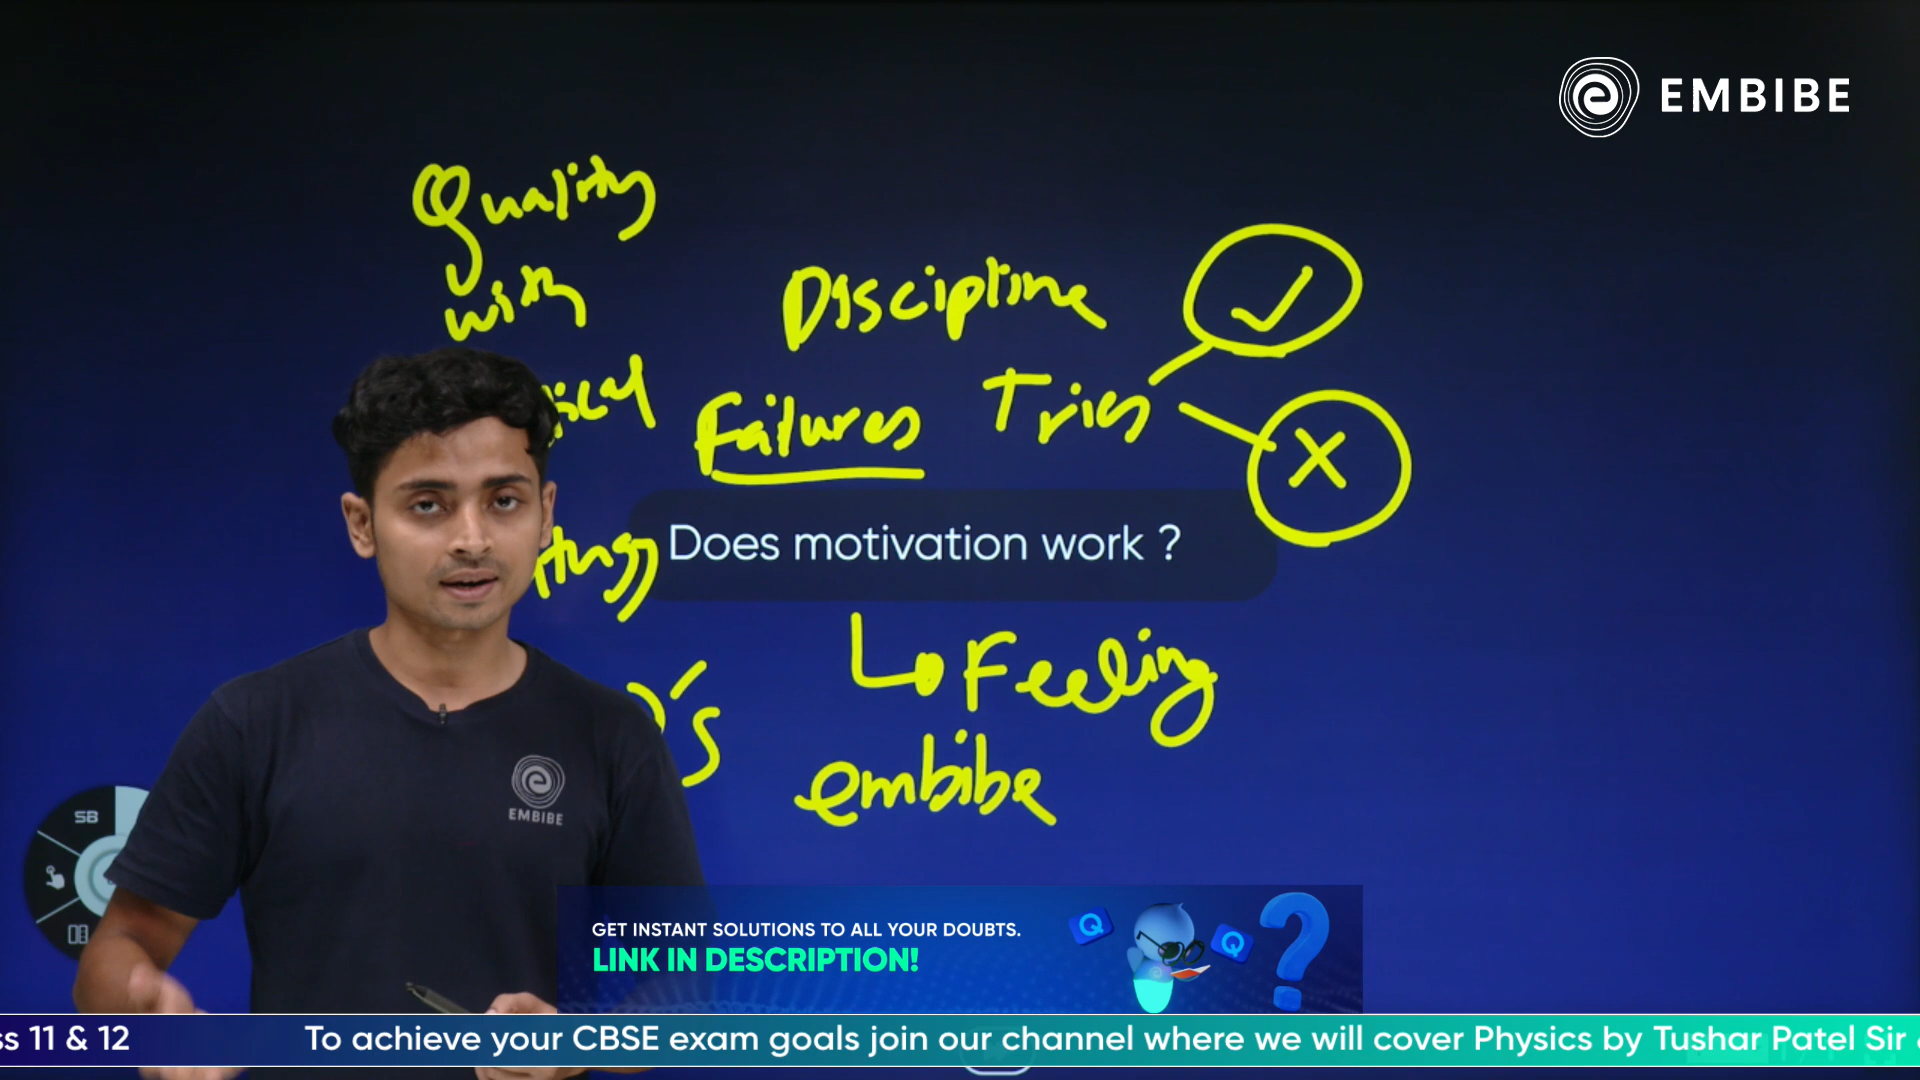 EMBIBE
Quality
with
Discipline
Failures
Tries
Does motivation work ?
Feeling
's
embibe
SB
EMBIBE
GET INSTANT SOLUTIONS TO ALL YOUR DOUBTS.
LINK IN DESCRIPTION!
Q
Q
?
11 & 12
To achieve your CBSE exam goals join our channel where we will cover Physics by Tushar Patel Sir